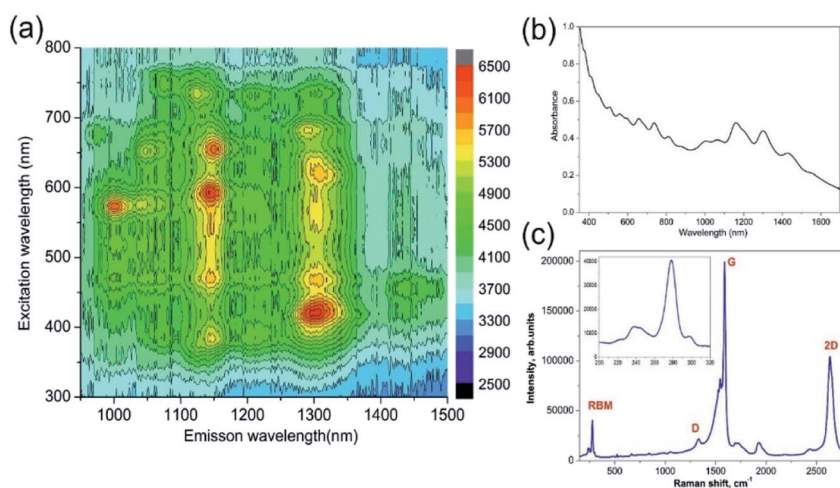 (a)
800
700
600
500
400
300
Excitation wavelength (nm)
1000 1100 1200 1300 1400 1500
Emisson wavelength(nm)
6500
6100
5700
5300
4900
4500
4100
3700
3300
2900
2500
(b)
1.0
0.8
0.6
0.4
0.2
0.0
Absorbance
400 600 800 1000 1200 1400 1600
Wavelength (nm)
(c)
200000
150000
100000
50000
0
Intensity, arb.units
40000
30000
20000
10000
0
200 220 240 260 280 300 320
RBM
D
G
2D
500 1000 1500 2000 2500
Raman shift, cm-1